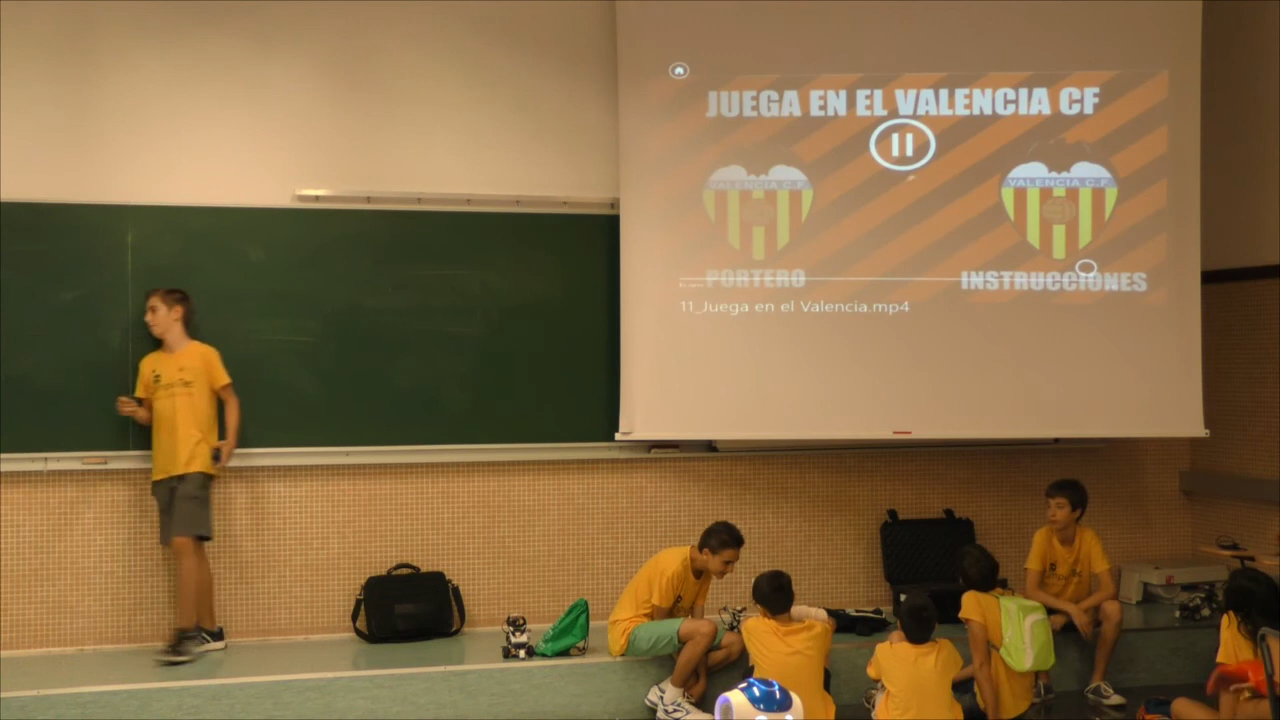 JUEGA EN EL VALENCIA CF
VALENCIA C.F.
VALENCIA C.F.
PORTERO
INSTRUCCIONES
11_Juega en el Valencia.mp4